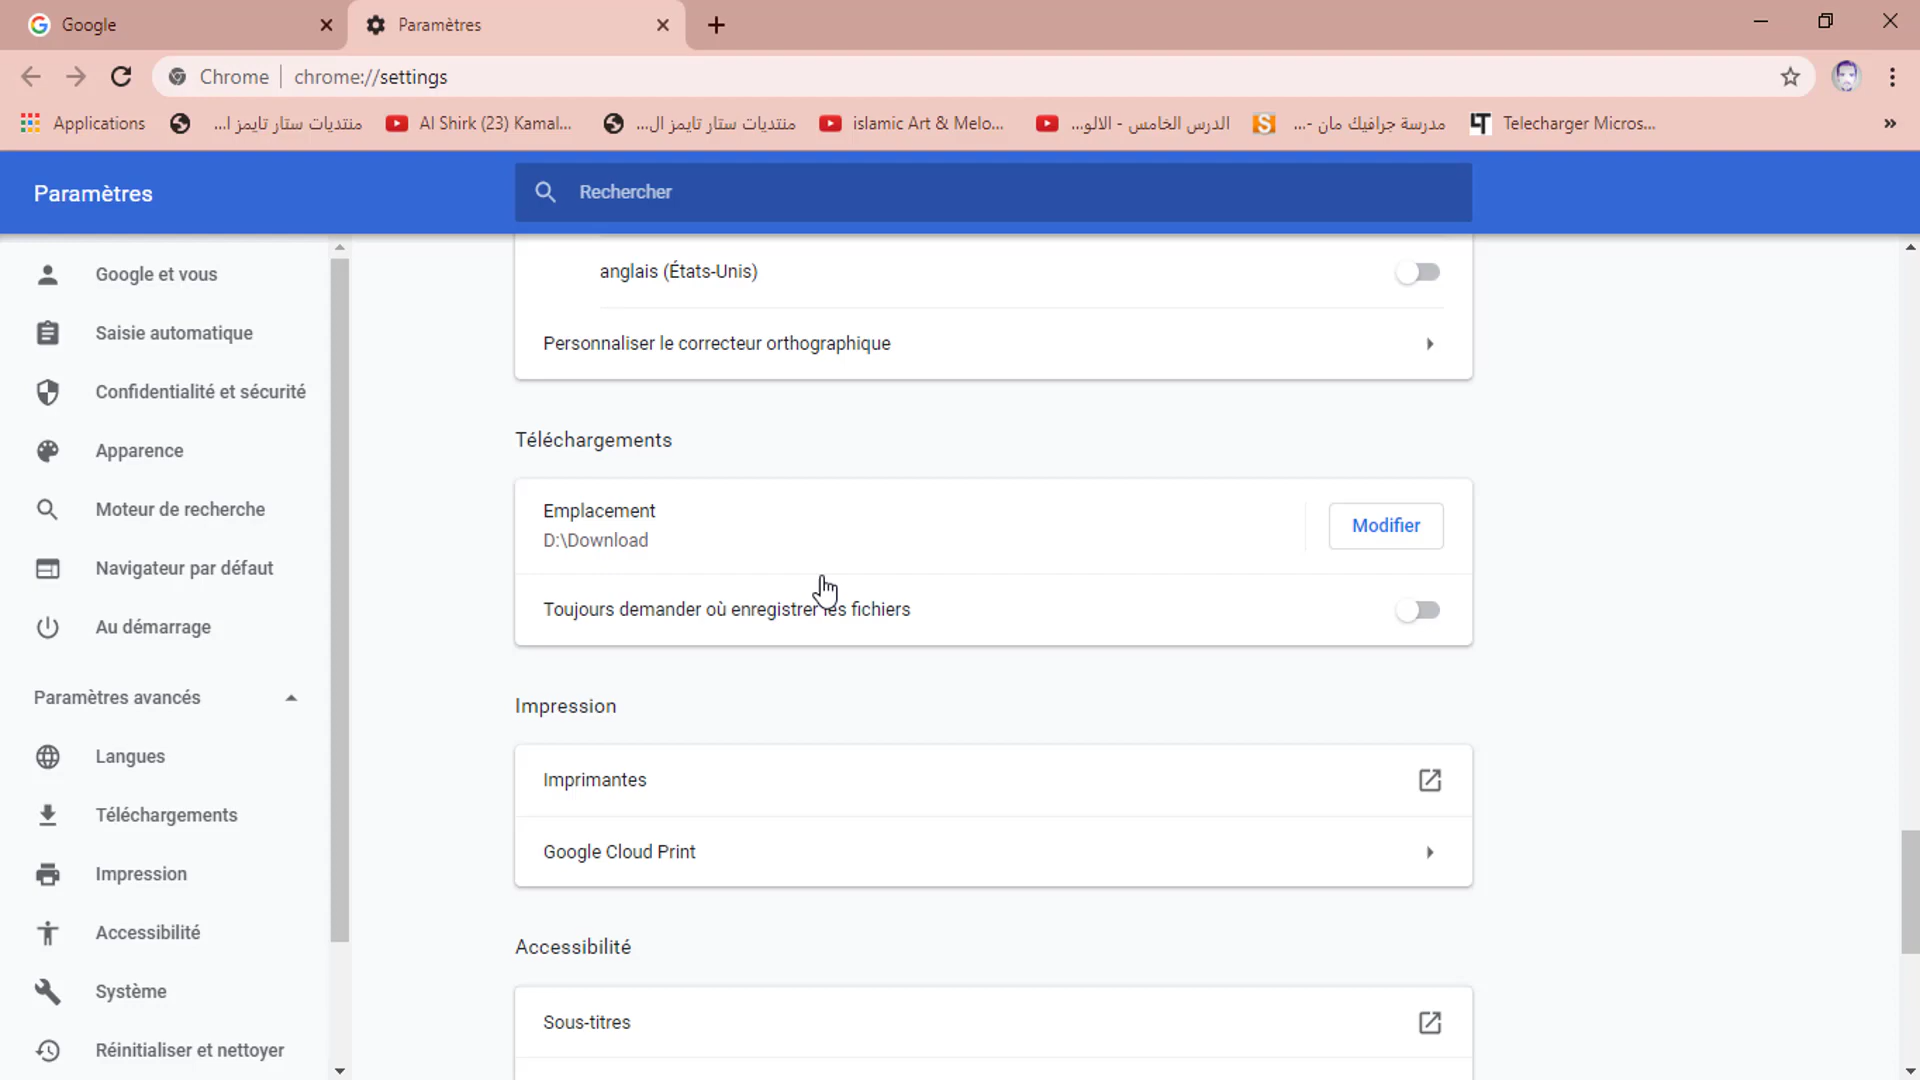 Google
Paramètres
Chrome
chrome://settings
Applications
منتديات ستار تايمز ا...
Al Shirk (23) Kamal...
منتديات ستار تايمز ال...
islamic Art & Melo...
الدرس الخامس - الالو...
مدرسة جرافيك مان -...
Telecharger Micros...
Paramètres
Rechercher
Google et vous
Saisie automatique
Confidentialité et sécurité
Apparence
Moteur de recherche
Navigateur par défaut
Au démarrage
Paramètres avancés
Langues
Téléchargements
Impression
Accessibilité
Système
Réinitialiser et nettoyer
anglais (États-Unis)
Personnaliser le correcteur orthographique
Téléchargements
Emplacement
D:\Download
Modifier
Toujours demander où enregistrer les fichiers
Impression
Imprimantes
Google Cloud Print
Accessibilité
Sous-titres